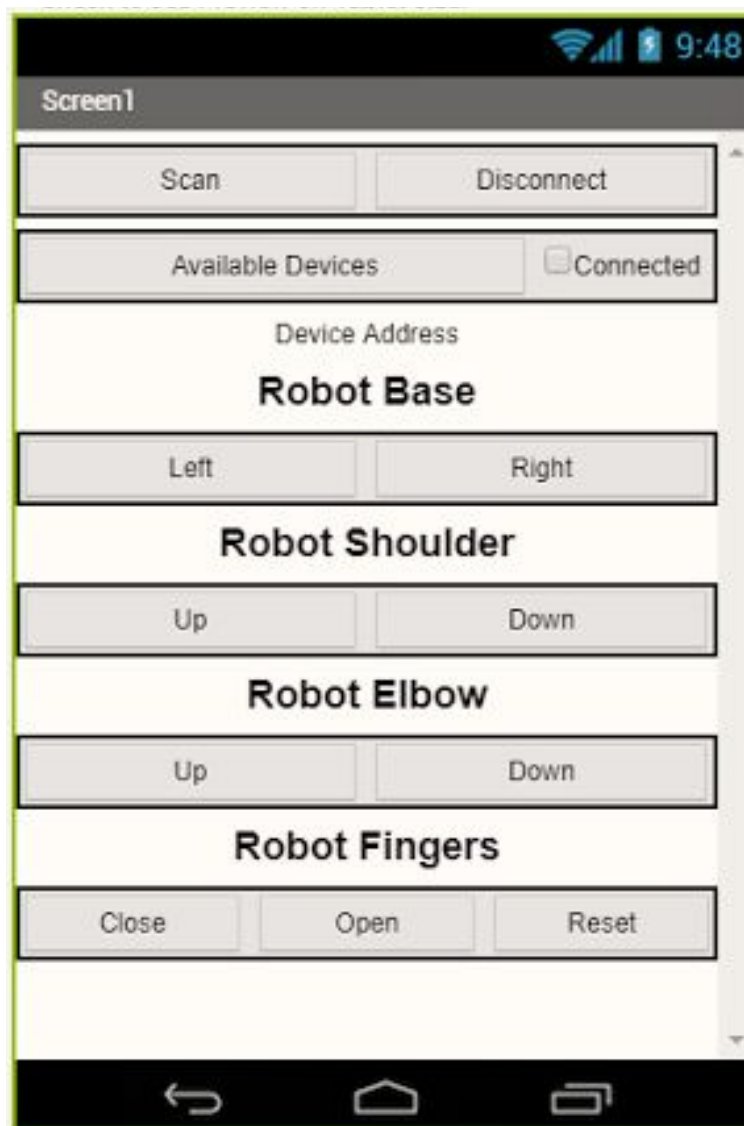 9:48
Screen1
Scan Disconnect
Available Devices Connected
Device Address
Robot Base
Left Right
Robot Shoulder
Up Down
Robot Elbow
Up Down
Robot Fingers
Close Open Reset